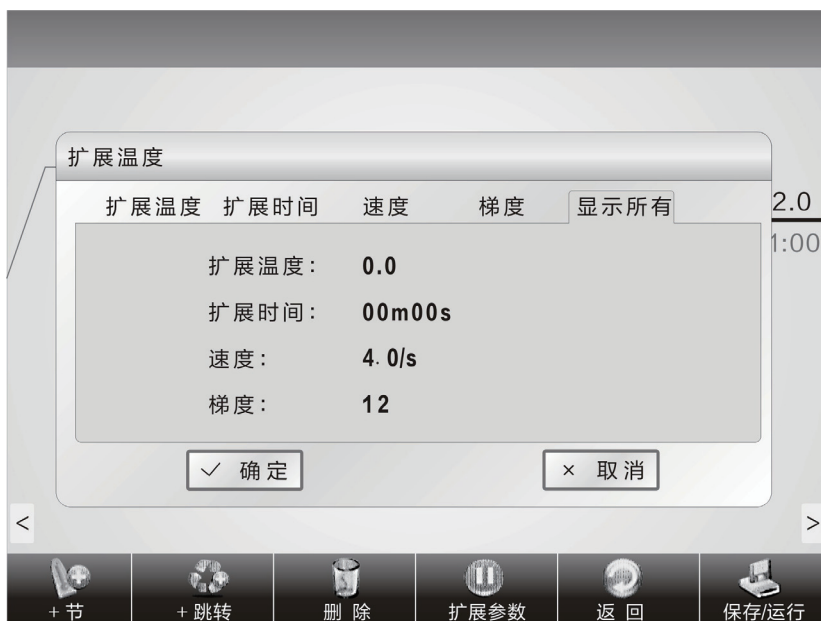 扩展温度
扩展温度 扩展时间 速度 梯度 显示所有
2.0
1:00
扩展温度： 0.0
扩展时间： 00m00s
速度： 4.0/s
梯度： 12
✓ 确定 × 取消
< >
+节 +跳转 删除 扩展参数 返回 保存/运行